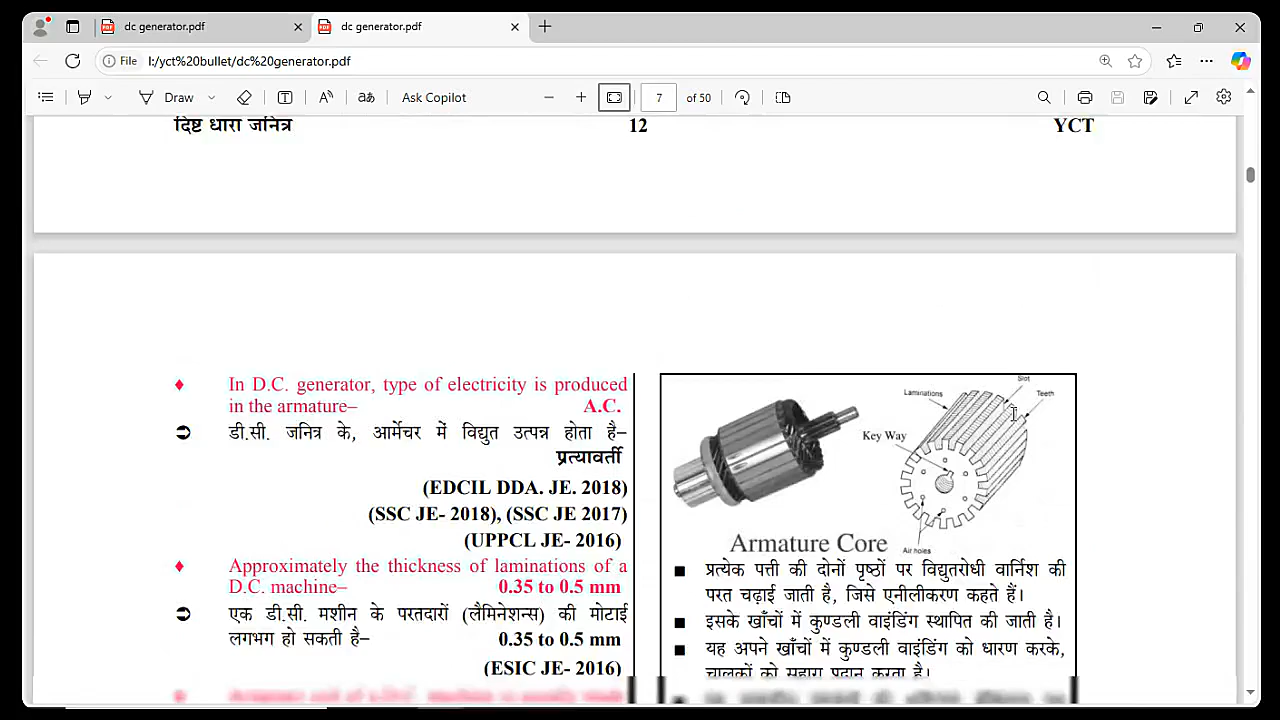 dc generator.pdf
dc generator.pdf
File
I:/yct%20bullet/dc%20generator.pdf
Draw
Ask Copilot
7 of 50
दिष्ट धारा जनित्र 12 YCT
♦ In D.C. generator, type of electricity is produced
in the armature– A.C.
डी.सी. जनित्र के, आर्मेचर में विद्युत उत्पन्न होता है–
प्रत्यावर्ती
(EDCIL DDA. JE. 2018)
(SSC JE- 2018), (SSC JE 2017)
(UPPCL JE- 2016)
♦ Approximately the thickness of laminations of a
D.C. machine– 0.35 to 0.5 mm
एक डी.सी. मशीन के परतदारों (लैमिनेशन्स) की मोटाई
लगभग हो सकती है– 0.35 to 0.5 mm
(ESIC JE- 2016)
Slot
Laminations
Teeth
Key Way
Air holes
Armature Core
■ प्रत्येक पत्ती की दोनों पृष्ठों पर विद्युतरोधी वार्निश की
परत चढ़ाई जाती है, जिसे एनीलीकरण कहते हैं।
■ इसके खाँचों में कुण्डली वाइंडिंग स्थापित की जाती है।
■ यह अपने खाँचों में कुण्डली वाइंडिंग को धारण करके,
चालकों को सहारा प्रदान करता है।